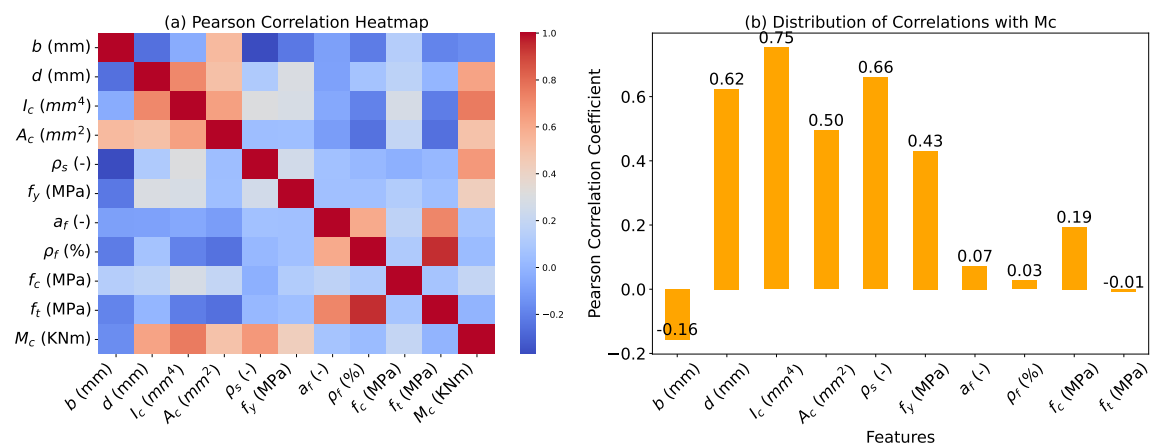 (a) Pearson Correlation Heatmap
b (mm)
d (mm)
I_c (mm^4)
A_c (mm^2)
ρ_s (-)
f_y (MPa)
a_f (-)
ρ_f (%)
f_c (MPa)
f_t (MPa)
M_c (KNm)
b (mm)
d (mm)
I_c (mm^4)
A_c (mm^2)
ρ_s (-)
f_y (MPa)
a_f (-)
ρ_f (%)
f_c (MPa)
f_t (MPa)
M_c (KNm)
1.0
0.8
0.6
0.4
0.2
0.0
−0.2
(b) Distribution of Correlations with Mc
Pearson Correlation Coefficient
0.6
0.4
0.2
0.0
−0.2
-0.16
0.62
0.75
0.50
0.66
0.43
0.07
0.03
0.19
-0.01
b (mm)
d (mm)
I_c (mm^4)
A_c (mm^2)
ρ_s (-)
f_y (MPa)
a_f (-)
ρ_f (%)
f_c (MPa)
f_t (MPa)
Features